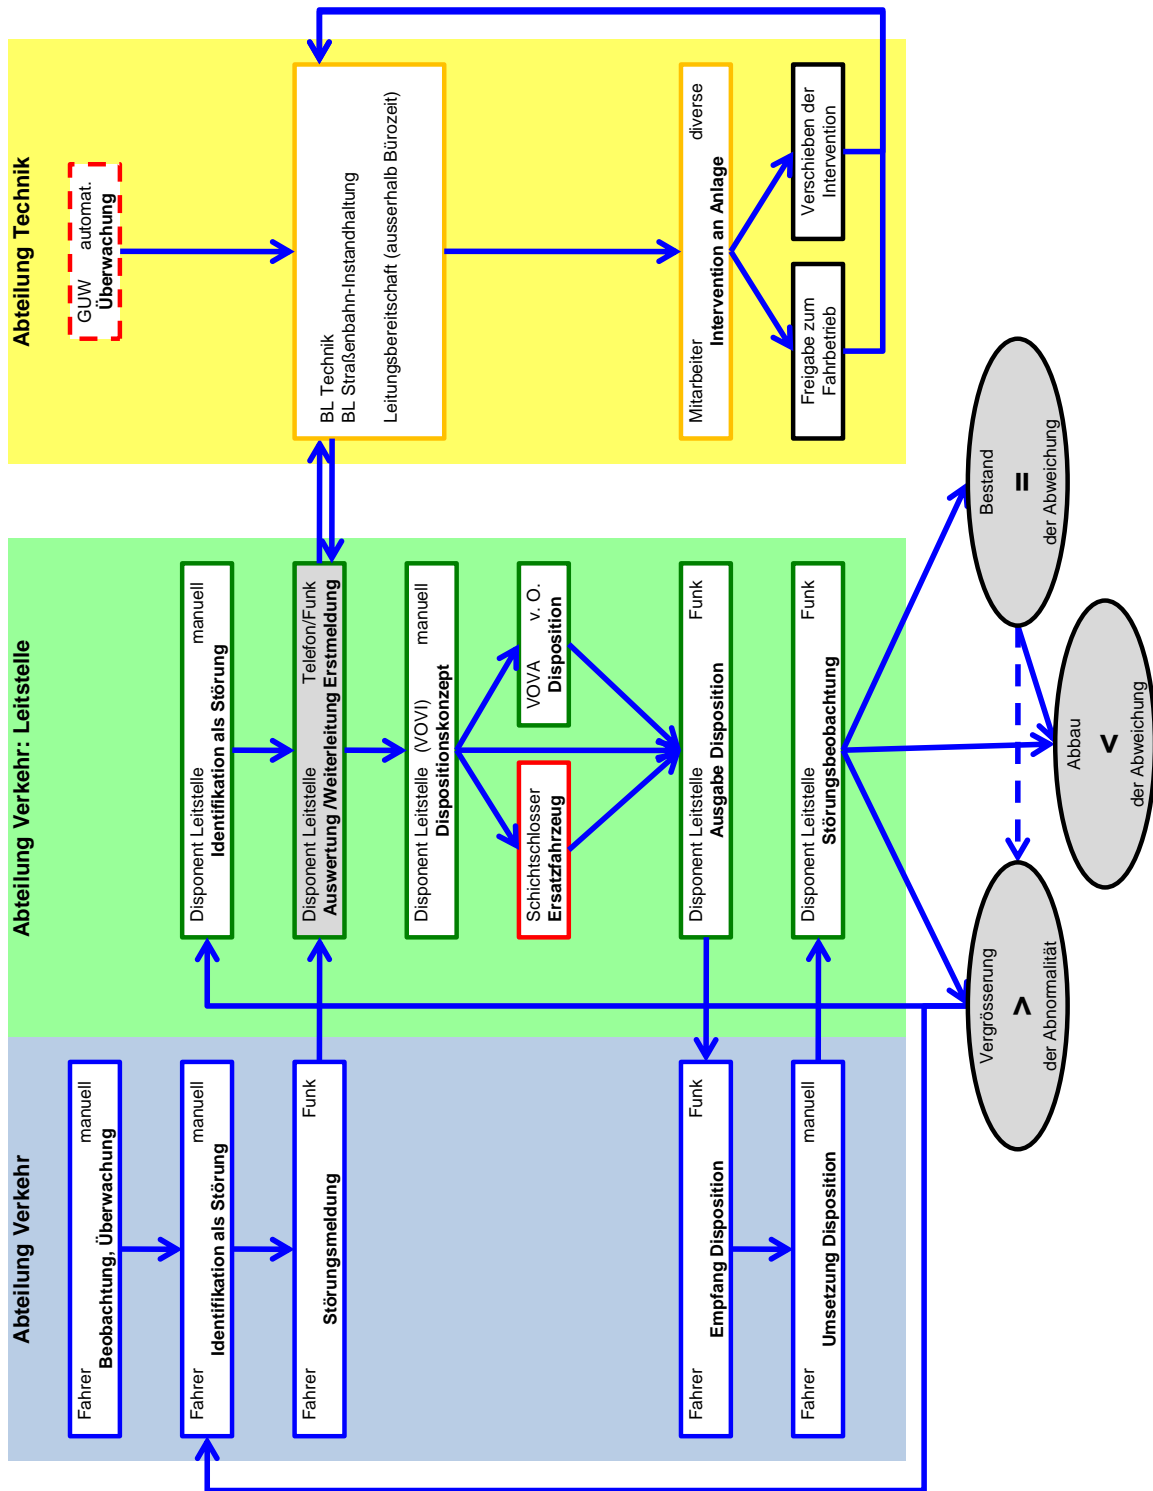 Abteilung Verkehr
Fahrer manuell
Beobachtung, Überwachung
Fahrer manuell
Identifikation als Störung
Fahrer Funk
Störungsmeldung
Fahrer Funk
Empfang Disposition
Fahrer manuell
Umsetzung Disposition
Abteilung Verkehr: Leitstelle
Disponent Leitstelle manuell
Identifikation als Störung
Disponent Leitstelle Telefon/Funk
Auswertung /Weiterleitung Erstmeldung
Disponent Leitstelle (VOVI) manuell
Dispositionskonzept
Schichtschlosser
Ersatzfahrzeug
VOVA v. O.
Disposition
Disponent Leitstelle Funk
Ausgabe Disposition
Disponent Leitstelle Funk
Störungsbeobachtung
Abteilung Technik
GUW automat.
Überwachung
BL Technik
BL Straßenbahn-Instandhaltung
Leitungsbereitschaft (ausserhalb Bürozeit)
Mitarbeiter diverse
Intervention an Anlage
Freigabe zum
Fahrbetrieb
Verschieben der
Intervention
Vergrösserung
>
der Abnormalität
Abbau
<
der Abweichung
Bestand
=
der Abweichung